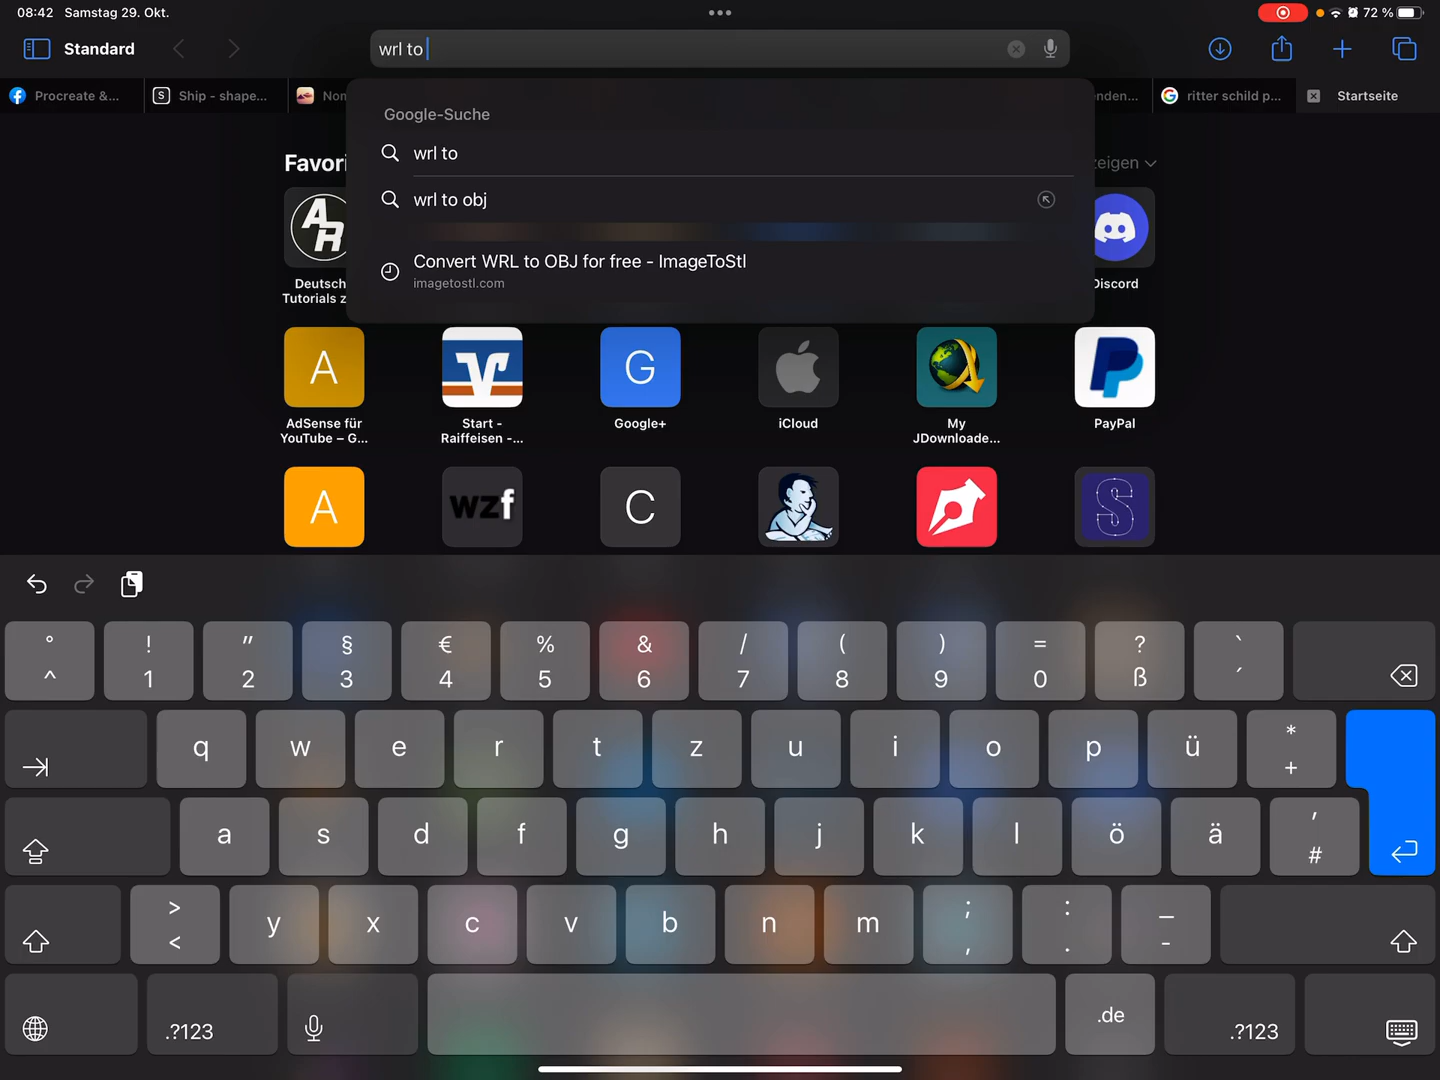 08:42 Samstag 29. Okt.
72 %
Standard
wrl to
Procreate &...
S
Ship - shape...
Non
nden...
G
ritter schild p...
Startseite
Google-Suche
wrl to
wrl to obj
Convert WRL to OBJ for free - ImageToStl
imagetostl.com
Favori
zeigen
AR
Deutsch
Tutorials z
Discord
A
G
AdSense für
YouTube – G...
Start -
Raiffeisen -...
Google+
iCloud
My
JDownloade...
PayPal
A
wzf
C
S
° ! " § € % & / ( ) = ? `
^ 1 2 3 4 5 6 7 8 9 0 ß ´
q w e r t z u i o p ü * +
a s d f g h j k l ö ä ' #
> < y x c v b n m ; , : . _ -
.?123 .de .?123